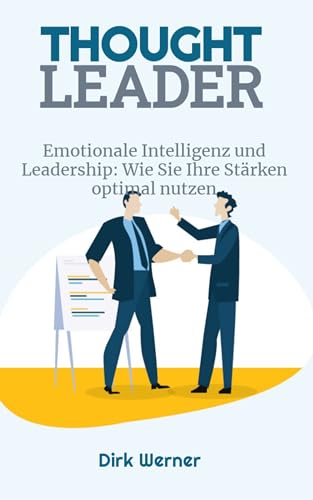 THOUGHT
LEADER
Emotionale Intelligenz und
Leadership: Wie Sie Ihre Stärken
optimal nutzen
Dirk Werner